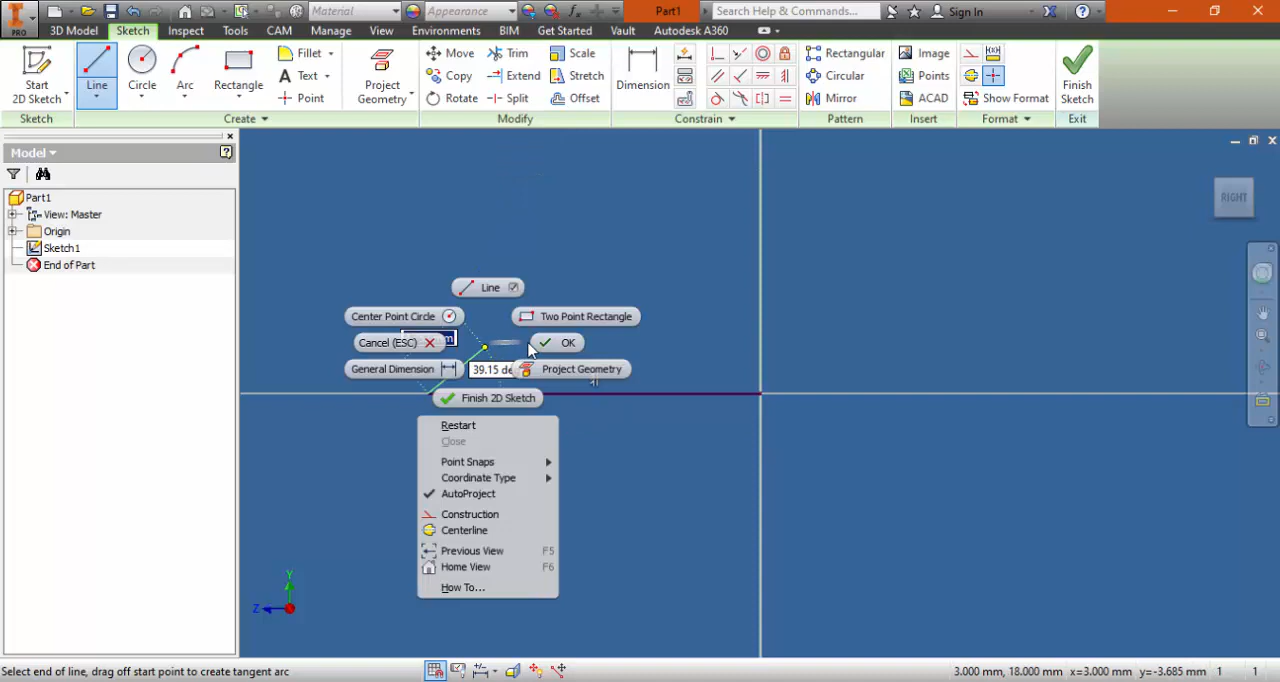 Material Appearance Part1 Search Help & Commands... Sign In
PRO 3D Model Sketch Inspect Tools CAM Manage View Environments BIM Get Started Vault Autodesk A360
Start 2D Sketch Line Circle Arc Rectangle Fillet Text Point Project Geometry Move Copy Rotate Trim Extend Split Scale Stretch Offset Dimension Rectangular Circular Mirror Image Points ACAD Show Format Finish Sketch
Sketch Create Modify Constrain Pattern Insert Format Exit
Model
Part1
View: Master
Origin
Sketch1
End of Part
RIGHT
Line
Center Point Circle Two Point Rectangle
Cancel (ESC) OK
General Dimension 39.15 de Project Geometry
Finish 2D Sketch
Restart
Close
Point Snaps
Coordinate Type
AutoProject
Construction
Centerline
Previous View F5
Home View F6
How To...
Y
Z
Select end of line, drag off start point to create tangent arc 3.000 mm, 18.000 mm x=3.000 mm y=-3.685 mm 1 1